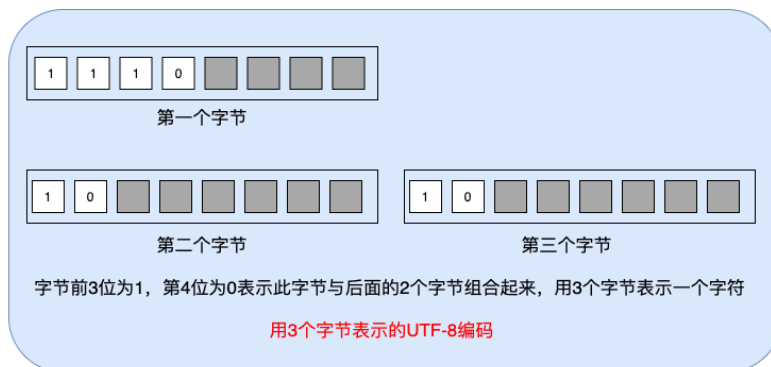 1 1 1 0
第一个字节
1 0
1 0
第二个字节
第三个字节
字节前3位为1，第4位为0表示此字节与后面的2个字节组合起来，用3个字节表示一个字符
用3个字节表示的UTF-8编码